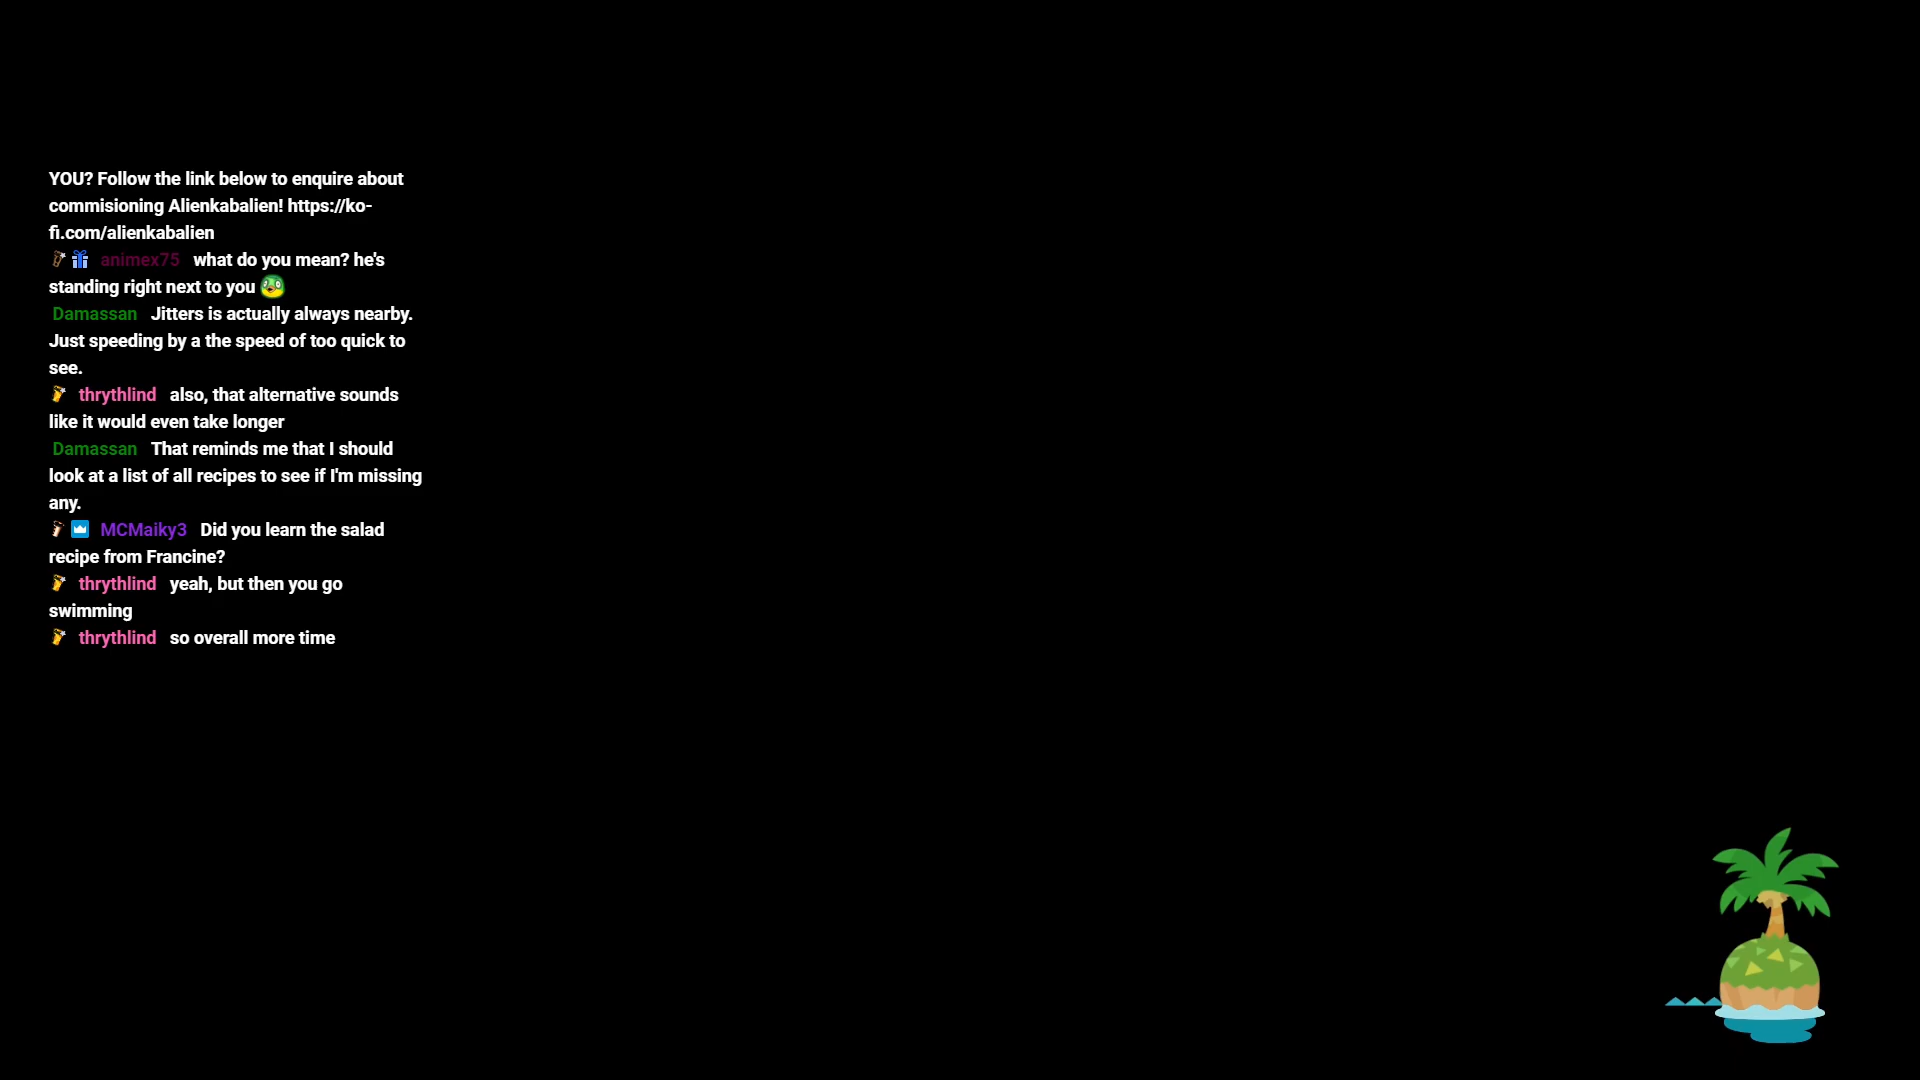 YOU? Follow the link below to enquire about
commisioning Alienkabalien! https://ko-
fi.com/alienkabalien
animex75 what do you mean? he's
standing right next to you
Damassan Jitters is actually always nearby.
Just speeding by a the speed of too quick to
see.
thrythlind also, that alternative sounds
like it would even take longer
Damassan That reminds me that I should
look at a list of all recipes to see if I'm missing
any.
MCMaiky3 Did you learn the salad
recipe from Francine?
thrythlind yeah, but then you go
swimming
thrythlind so overall more time